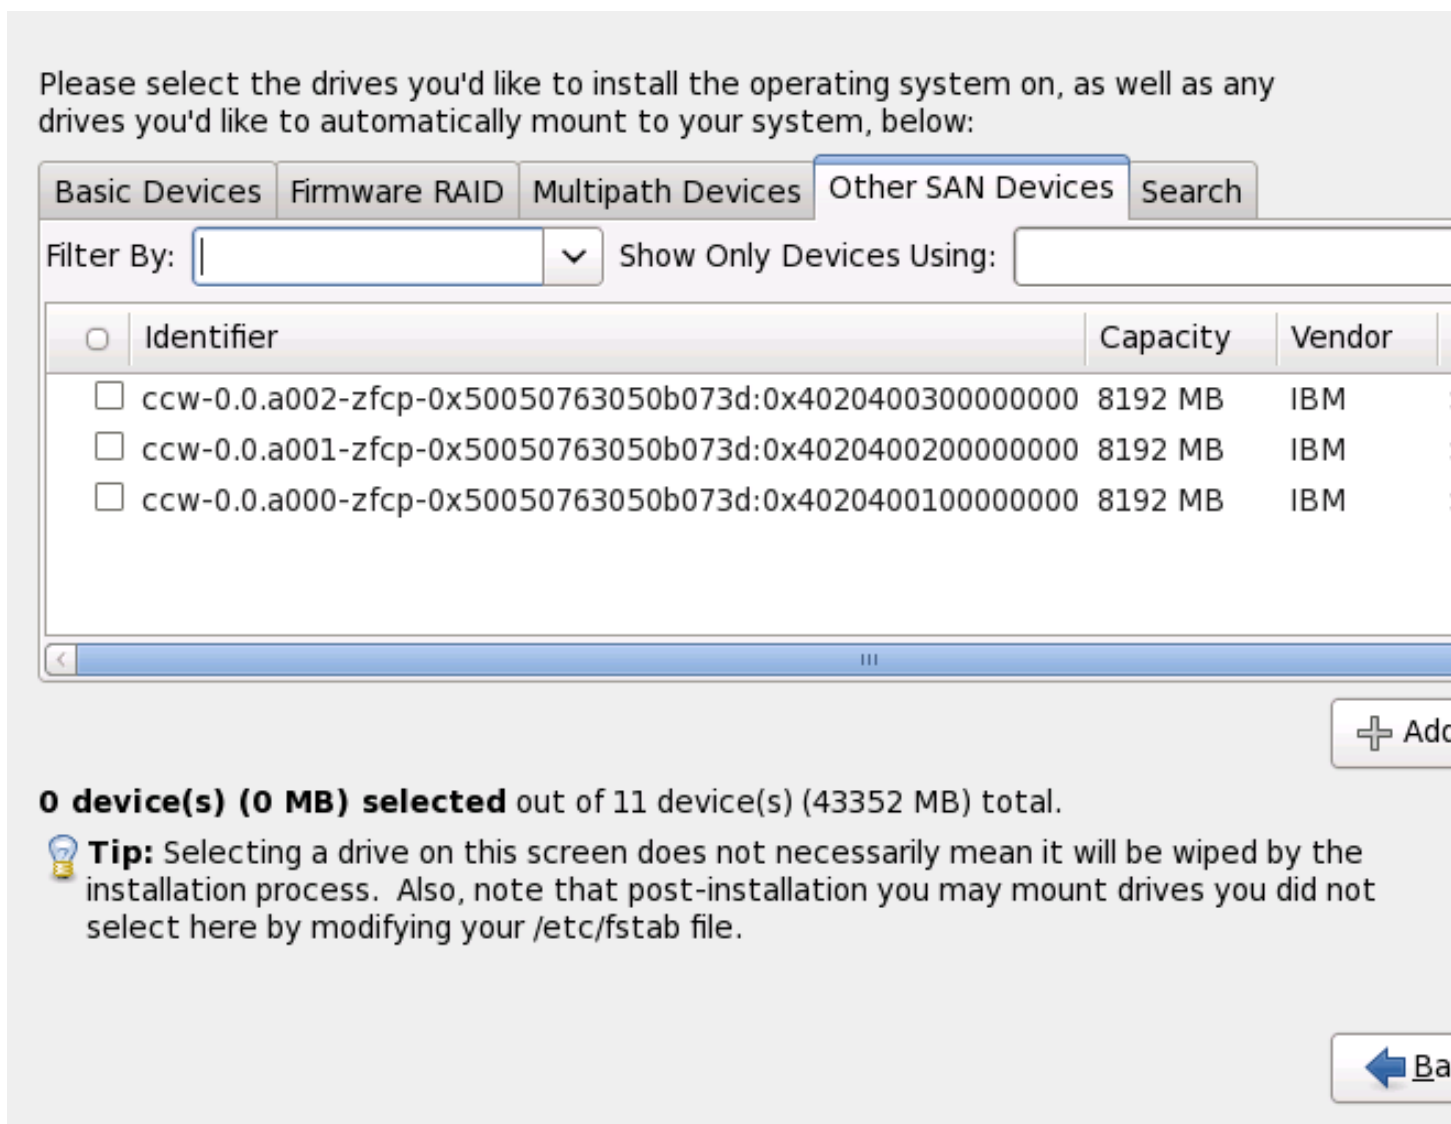 Please select the drives you'd like to install the operating system on, as well as any
drives you'd like to automatically mount to your system, below:
Basic Devices Firmware RAID Multipath Devices Other SAN Devices Search
Filter By: Show Only Devices Using:
Identifier Capacity Vendor
ccw-0.0.a002-zfcp-0x50050763050b073d:0x4020400300000000 8192 MB IBM
ccw-0.0.a001-zfcp-0x50050763050b073d:0x4020400200000000 8192 MB IBM
ccw-0.0.a000-zfcp-0x50050763050b073d:0x4020400100000000 8192 MB IBM
Add
0 device(s) (0 MB) selected out of 11 device(s) (43352 MB) total.
Tip: Selecting a drive on this screen does not necessarily mean it will be wiped by the
installation process. Also, note that post-installation you may mount drives you did not
select here by modifying your /etc/fstab file.
Ba